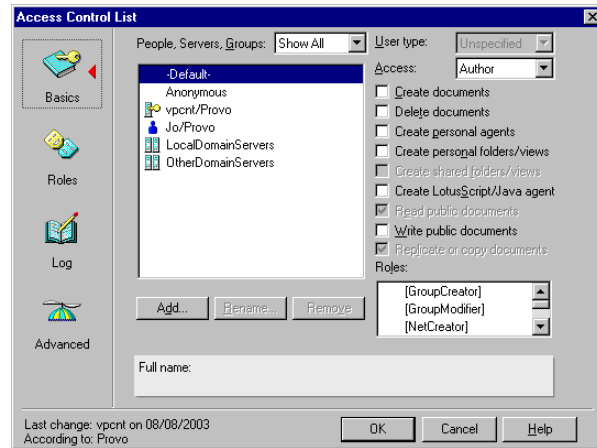 Access Control List
People, Servers, Groups: Show All
-Default-
Anonymous
vpcnt/Provo
Jo/Provo
LocalDomainServers
OtherDomainServers
Add... Rename... Remove
Full name:
User type: Unspecified
Access: Author
Create documents
Delete documents
Create personal agents
Create personal folders/views
Create shared folders/views
Create LotusScript/Java agent
Read public documents
Write public documents
Replicate or copy documents
Roles:
[GroupCreator]
[GroupModifier]
[NetCreator]
Basics
Roles
Log
Advanced
Last change: vpcnt on 08/08/2003
According to: Provo
OK Cancel Help